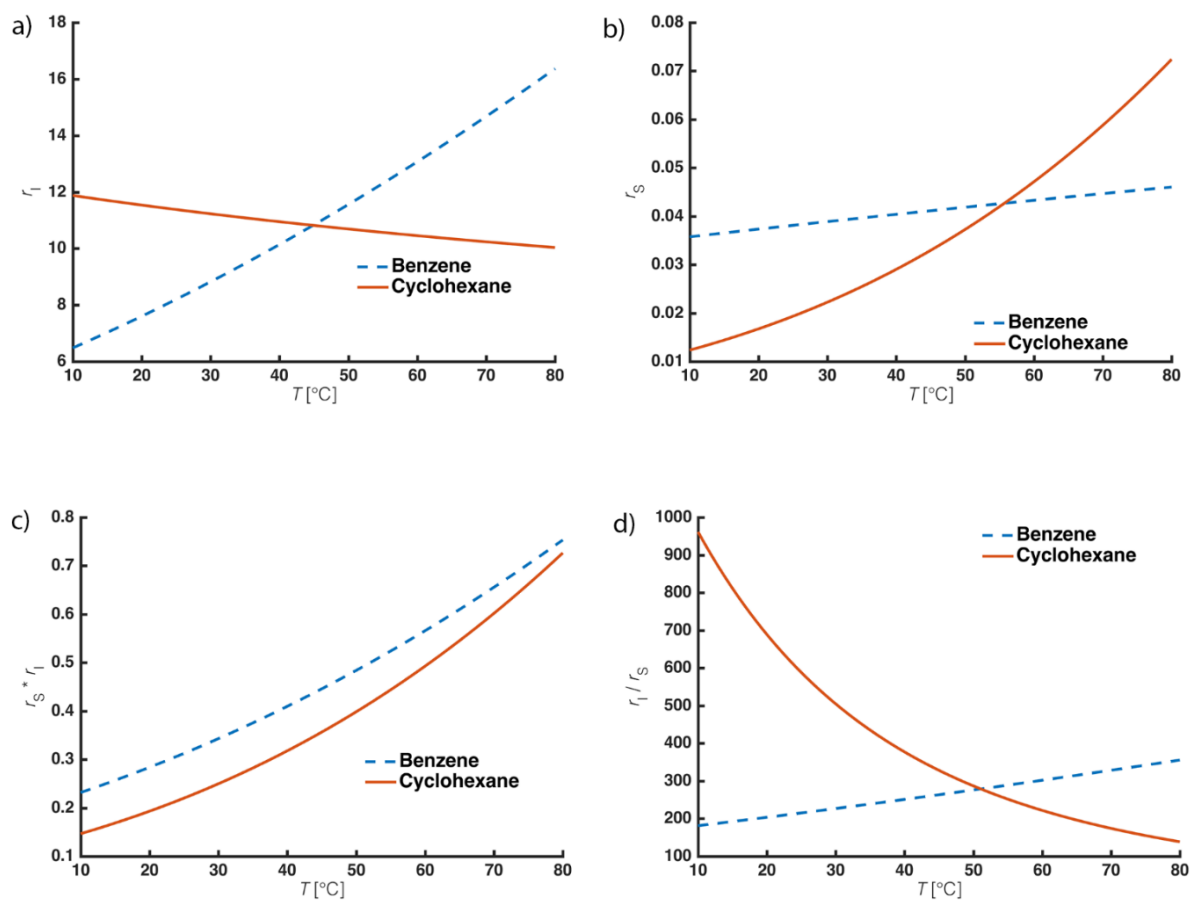 a)
18
16
14
12
10
8
6
r_I
10 20 30 40 50 60 70 80
T [°C]
Benzene
Cyclohexane
b)
0.08
0.07
0.06
0.05
0.04
0.03
0.02
0.01
r_S
10 20 30 40 50 60 70 80
T [°C]
Benzene
Cyclohexane
c)
0.8
0.7
0.6
0.5
0.4
0.3
0.2
0.1
r_S * r_I
10 20 30 40 50 60 70 80
T [°C]
Benzene
Cyclohexane
d)
1000
900
800
700
600
500
400
300
200
100
r_I / r_S
10 20 30 40 50 60 70 80
T [°C]
Benzene
Cyclohexane